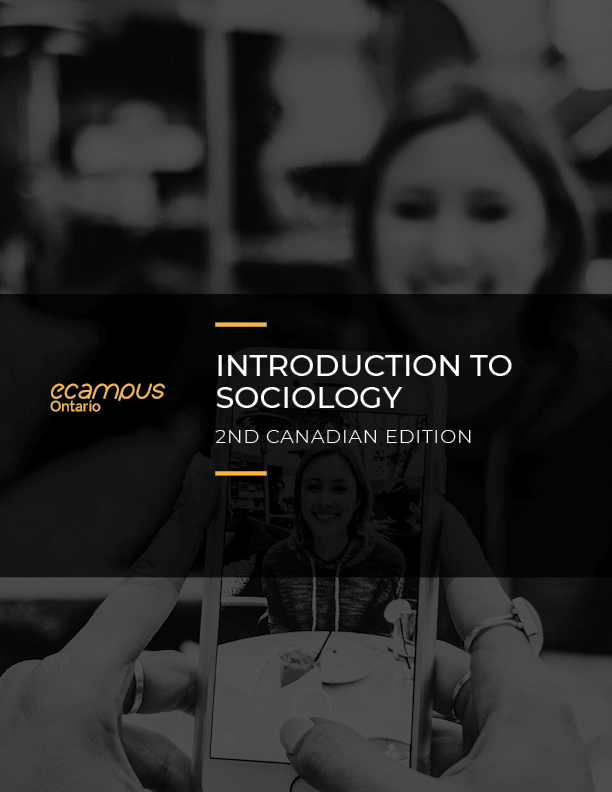 INTRODUCTION TO
SOCIOLOGY
2ND CANADIAN EDITION
ecampus
Ontario